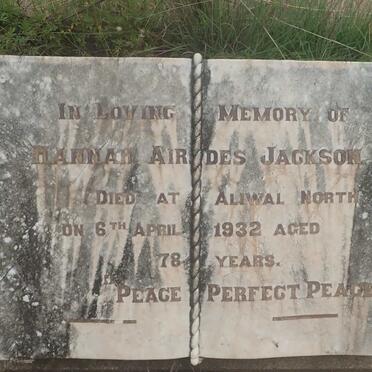 IN LOVING MEMORY OF
HANNAH AIRDES JACKSON
DIED AT ALIWAL NORTH
ON 6TH APRIL 1932 AGED
78 YEARS.
"PEACE PERFECT PEACE